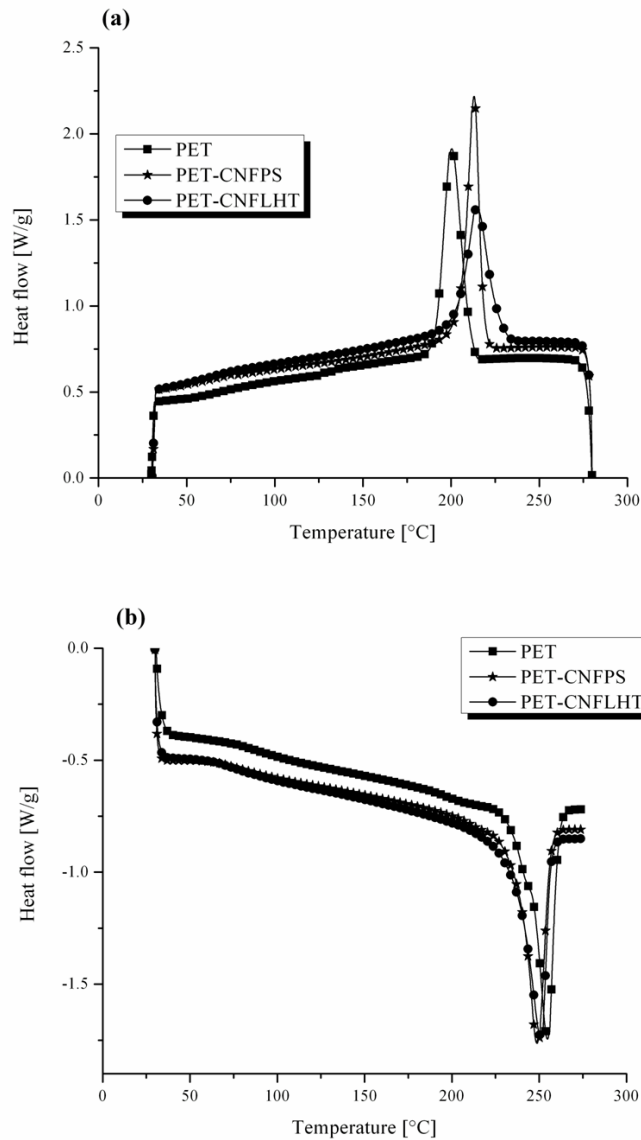 (a)
2.5
2.0
1.5
1.0
0.5
0.0
Heat flow [W/g]
PET
PET-CNFPS
PET-CNFLHT
0 50 100 150 200 250 300
Temperature [°C]
(b)
0.0
-0.5
-1.0
-1.5
Heat flow [W/g]
PET
PET-CNFPS
PET-CNFLHT
0 50 100 150 200 250 300
Temperature [°C]